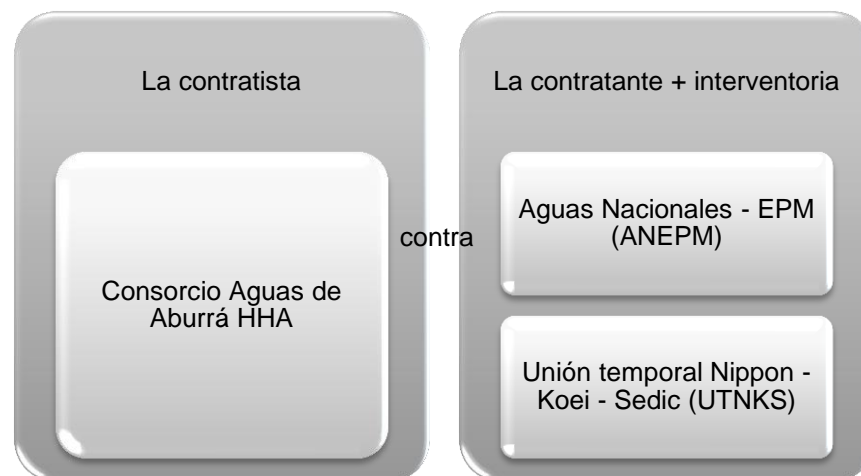 La contratista
Consorcio Aguas de
Aburrá HHA
contra
La contratante + interventoria
Aguas Nacionales - EPM
(ANEPM)
Unión temporal Nippon -
Koei - Sedic (UTNKS)